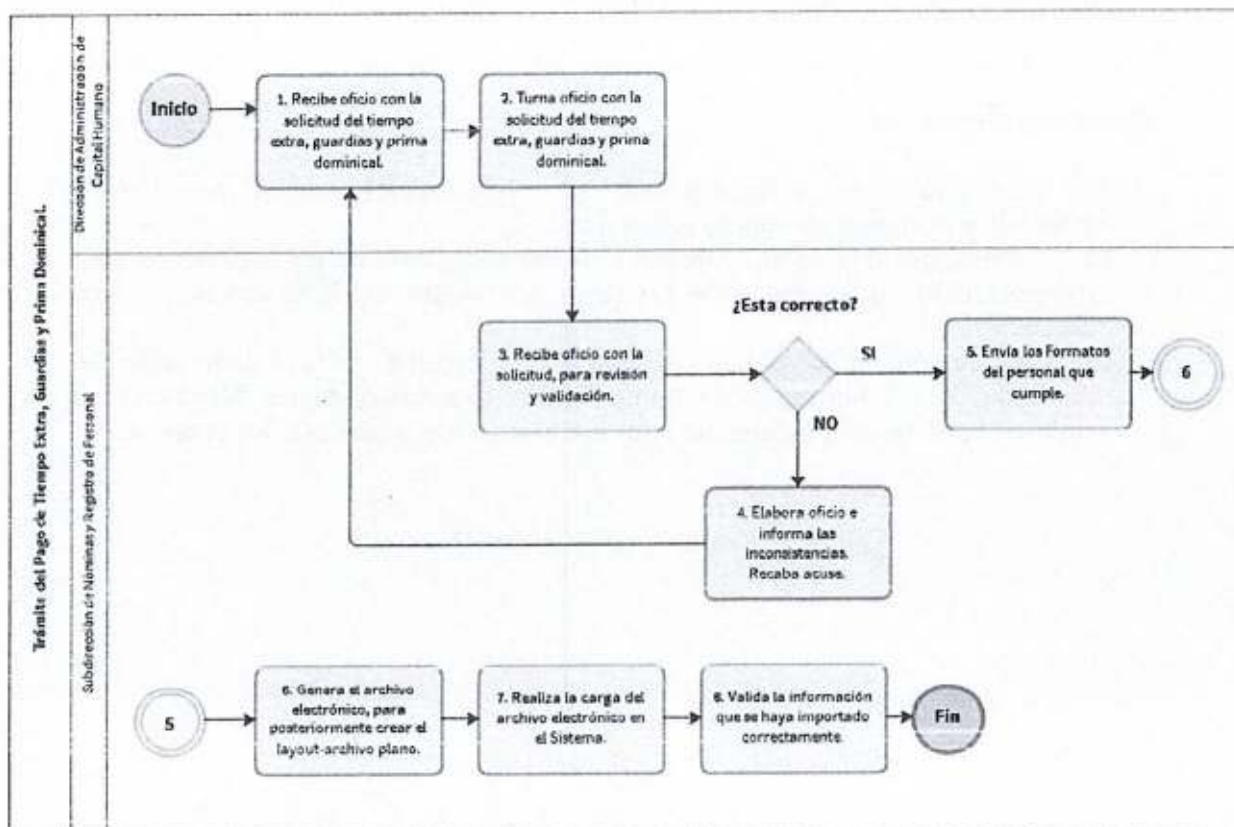 Trámite del Pago de Tiempo Extra, Guardias y Prima Dominical.
Dirección de Administración de
Capital Humano
Inicio
1. Recibe oficio con la
solicitud del tiempo
extra, guardias y prima
dominical.
2. Turna oficio con la
solicitud del tiempo
extra, guardias y prima
dominical.
Subdirección de Nóminas y Registro de Personal
3. Recibe oficio con la
solicitud, para revisión
y validación.
¿Esta correcto?
SI
NO
5. Envía los Formatos
del personal que
cumple.
6
4. Elabora oficio e
informa las
inconsistencias.
Recaba acuse.
5
6. Genera el archivo
electrónico, para
posteriormente crear el
layout-archivo plano.
7. Realiza la carga del
archivo electrónico en
el Sistema.
8. Valida la información
que se haya importado
correctamente.
Fin